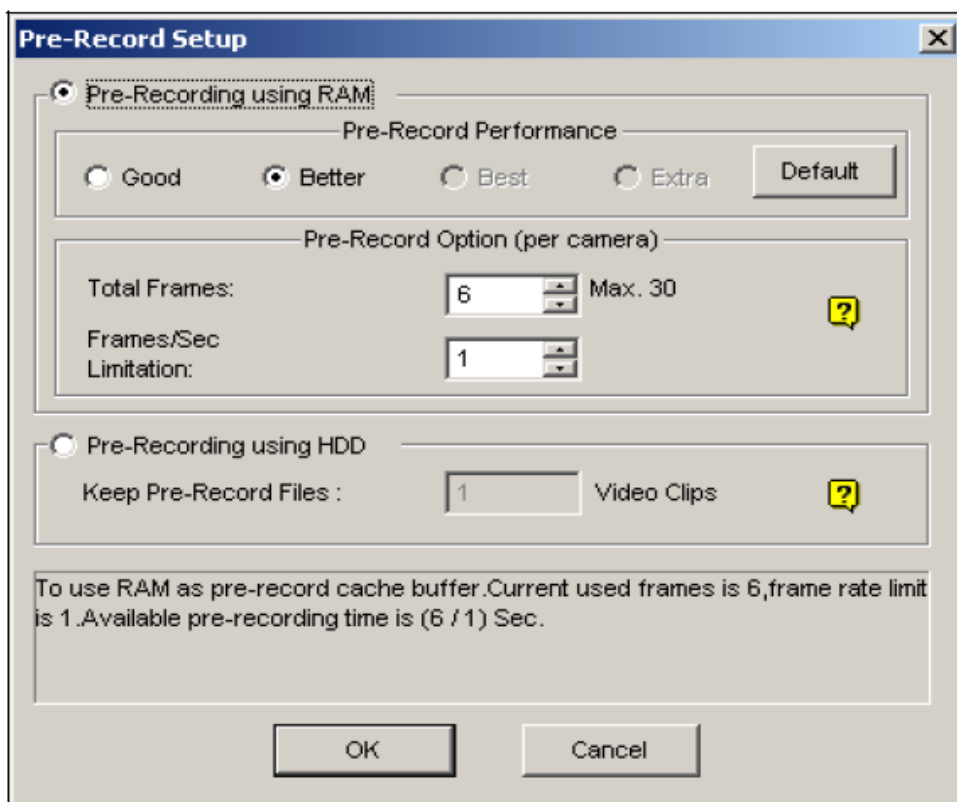 Pre-Record Setup
Pre-Recording using RAM
Pre-Record Performance
Good Better Best Extra Default
Pre-Record Option (per camera)
Total Frames: 6 Max. 30
Frames/Sec
Limitation: 1
Pre-Recording using HDD
Keep Pre-Record Files : 1 Video Clips
To use RAM as pre-record cache buffer.Current used frames is 6,frame rate limit
is 1.Available pre-recording time is (6 / 1) Sec.
OK Cancel